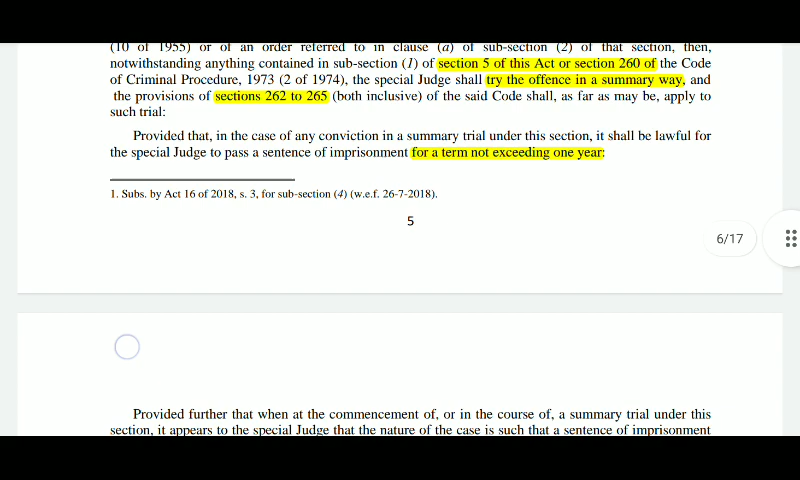 (10 of 1955) or of an order referred to in clause (a) of sub-section (2) of that section, then,
notwithstanding anything contained in sub-section (1) of section 5 of this Act or section 260 of the Code
of Criminal Procedure, 1973 (2 of 1974), the special Judge shall try the offence in a summary way, and
the provisions of sections 262 to 265 (both inclusive) of the said Code shall, as far as may be, apply to
such trial:
Provided that, in the case of any conviction in a summary trial under this section, it shall be lawful for
the special Judge to pass a sentence of imprisonment for a term not exceeding one year:
1. Subs. by Act 16 of 2018, s. 3, for sub-section (4) (w.e.f. 26-7-2018).
5
6/17
Provided further that when at the commencement of, or in the course of, a summary trial under this
section, it appears to the special Judge that the nature of the case is such that a sentence of imprisonment